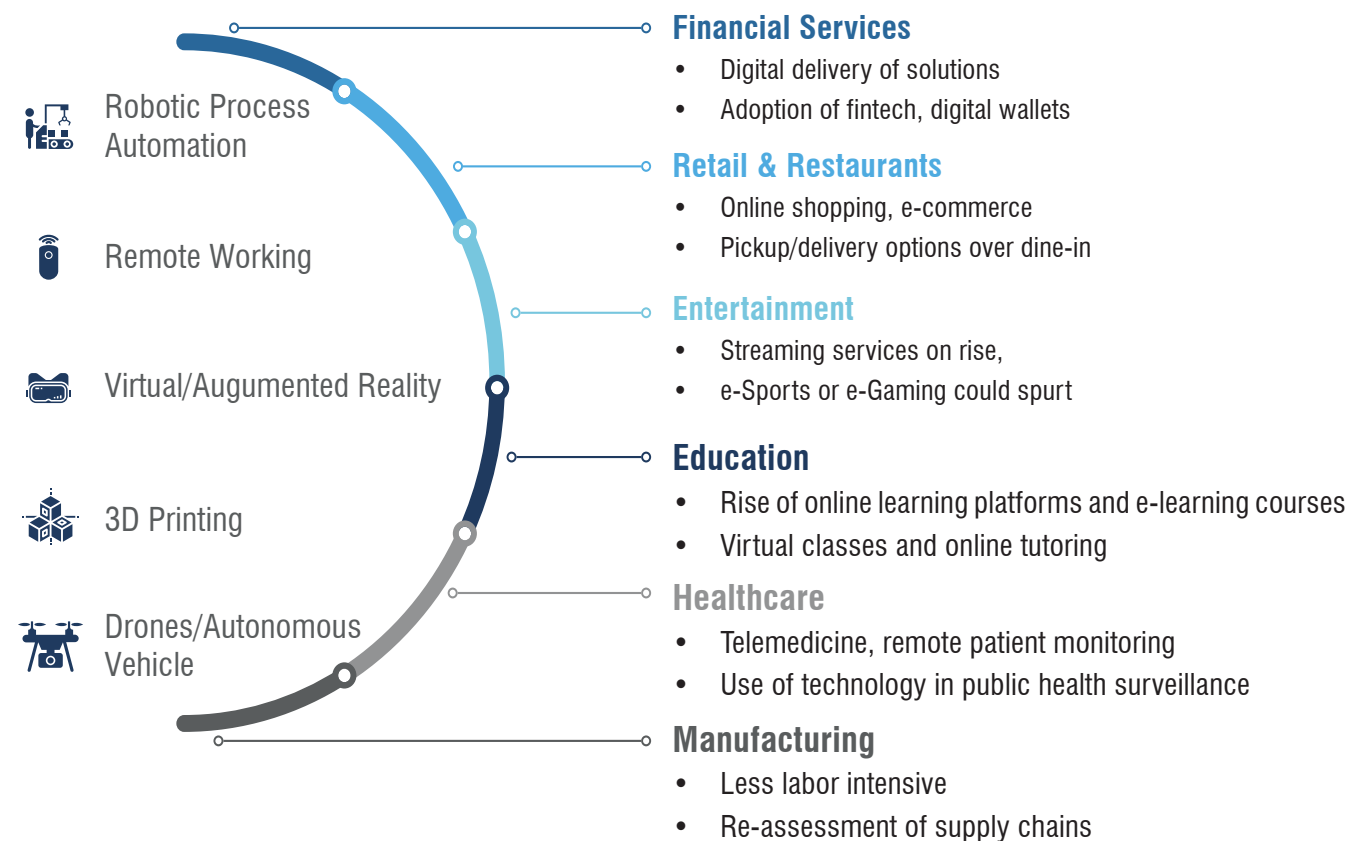 Robotic Process
Automation
Remote Working
Virtual/Augumented Reality
3D Printing
Drones/Autonomous
Vehicle
Financial Services
• Digital delivery of solutions
• Adoption of fintech, digital wallets
Retail & Restaurants
• Online shopping, e-commerce
• Pickup/delivery options over dine-in
Entertainment
• Streaming services on rise,
• e-Sports or e-Gaming could spurt
Education
• Rise of online learning platforms and e-learning courses
• Virtual classes and online tutoring
Healthcare
• Telemedicine, remote patient monitoring
• Use of technology in public health surveillance
Manufacturing
• Less labor intensive
• Re-assessment of supply chains